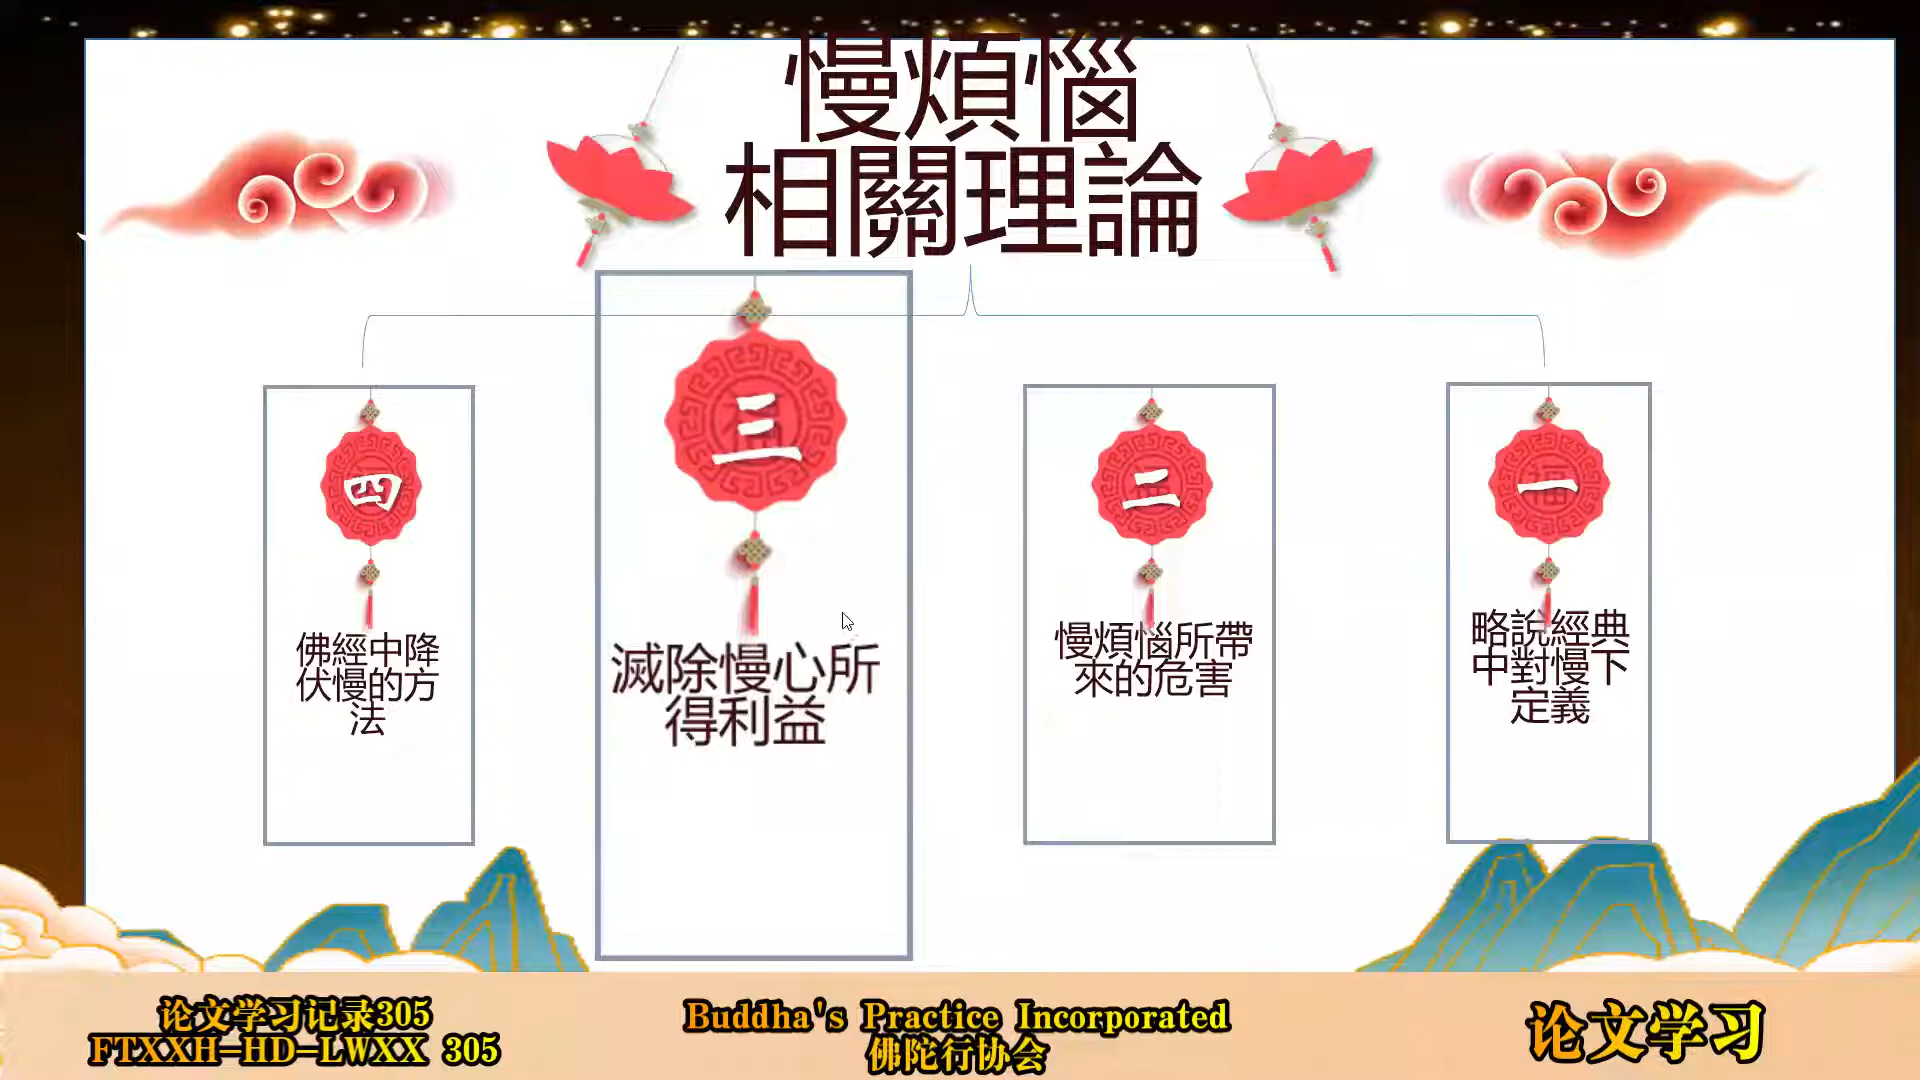 慢煩惱
相關理論
一
略說經典
中對慢下
定義
二
慢煩惱所帶
來的危害
三
滅除慢心所
得利益
四
佛經中降
伏慢的方
法
论文学习记录305
FTXXH-HD-LWXX 305
Buddha's Practice Incorporated
佛陀行协会
论文学习